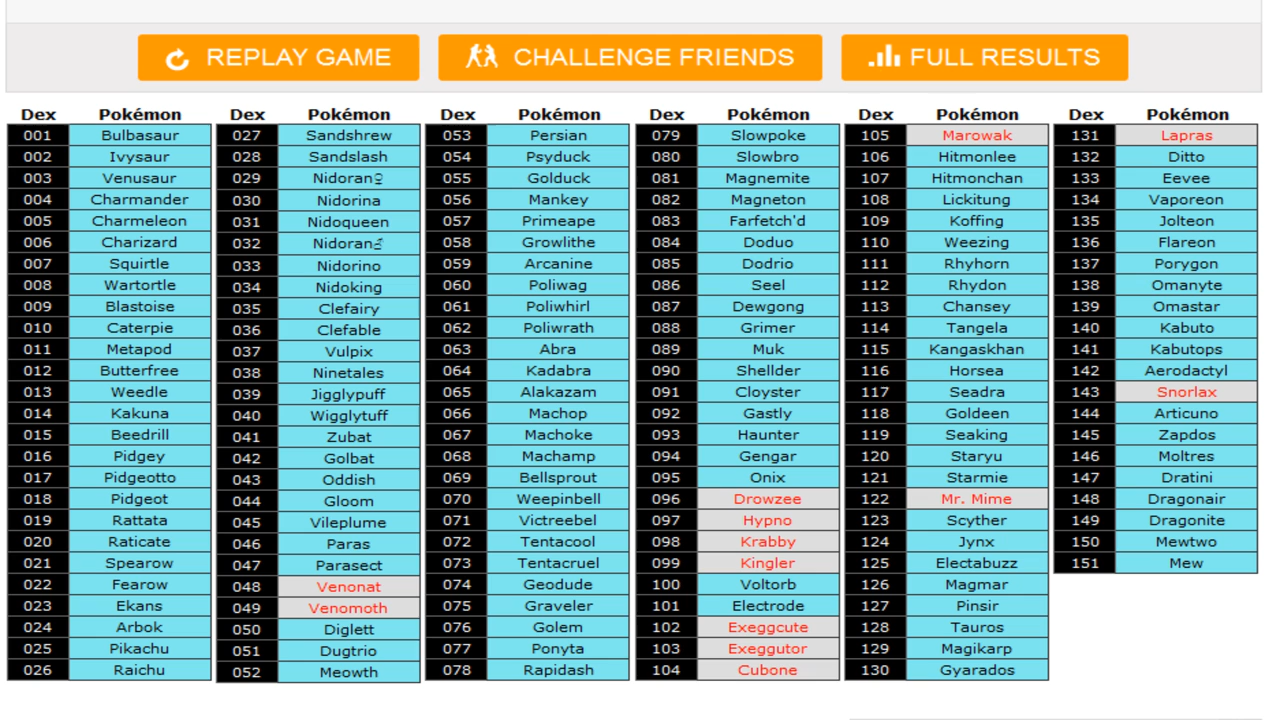 REPLAY GAME CHALLENGE FRIENDS FULL RESULTS
Dex Pokémon Dex Pokémon Dex Pokémon Dex Pokémon Dex Pokémon Dex Pokémon
001 Bulbasaur 027 Sandshrew 053 Persian 079 Slowpoke 105 Marowak 131 Lapras
002 Ivysaur 028 Sandslash 054 Psyduck 080 Slowbro 106 Hitmonlee 132 Ditto
003 Venusaur 029 Nidoran♀ 055 Golduck 081 Magnemite 107 Hitmonchan 133 Eevee
004 Charmander 030 Nidorina 056 Mankey 082 Magneton 108 Lickitung 134 Vaporeon
005 Charmeleon 031 Nidoqueen 057 Primeape 083 Farfetch'd 109 Koffing 135 Jolteon
006 Charizard 032 Nidoran♂ 058 Growlithe 084 Doduo 110 Weezing 136 Flareon
007 Squirtle 033 Nidorino 059 Arcanine 085 Dodrio 111 Rhyhorn 137 Porygon
008 Wartortle 034 Nidoking 060 Poliwag 086 Seel 112 Rhydon 138 Omanyte
009 Blastoise 035 Clefairy 061 Poliwhirl 087 Dewgong 113 Chansey 139 Omastar
010 Caterpie 036 Clefable 062 Poliwrath 088 Grimer 114 Tangela 140 Kabuto
011 Metapod 037 Vulpix 063 Abra 089 Muk 115 Kangaskhan 141 Kabutops
012 Butterfree 038 Ninetales 064 Kadabra 090 Shellder 116 Horsea 142 Aerodactyl
013 Weedle 039 Jigglypuff 065 Alakazam 091 Cloyster 117 Seadra 143 Snorlax
014 Kakuna 040 Wigglytuff 066 Machop 092 Gastly 118 Goldeen 144 Articuno
015 Beedrill 041 Zubat 067 Machoke 093 Haunter 119 Seaking 145 Zapdos
016 Pidgey 042 Golbat 068 Machamp 094 Gengar 120 Staryu 146 Moltres
017 Pidgeotto 043 Oddish 069 Bellsprout 095 Onix 121 Starmie 147 Dratini
018 Pidgeot 044 Gloom 070 Weepinbell 096 Drowzee 122 Mr. Mime 148 Dragonair
019 Rattata 045 Vileplume 071 Victreebel 097 Hypno 123 Scyther 149 Dragonite
020 Raticate 046 Paras 072 Tentacool 098 Krabby 124 Jynx 150 Mewtwo
021 Spearow 047 Parasect 073 Tentacruel 099 Kingler 125 Electabuzz 151 Mew
022 Fearow 048 Venonat 074 Geodude 100 Voltorb 126 Magmar
023 Ekans 049 Venomoth 075 Graveler 101 Electrode 127 Pinsir
024 Arbok 050 Diglett 076 Golem 102 Exeggcute 128 Tauros
025 Pikachu 051 Dugtrio 077 Ponyta 103 Exeggutor 129 Magikarp
026 Raichu 052 Meowth 078 Rapidash 104 Cubone 130 Gyarados